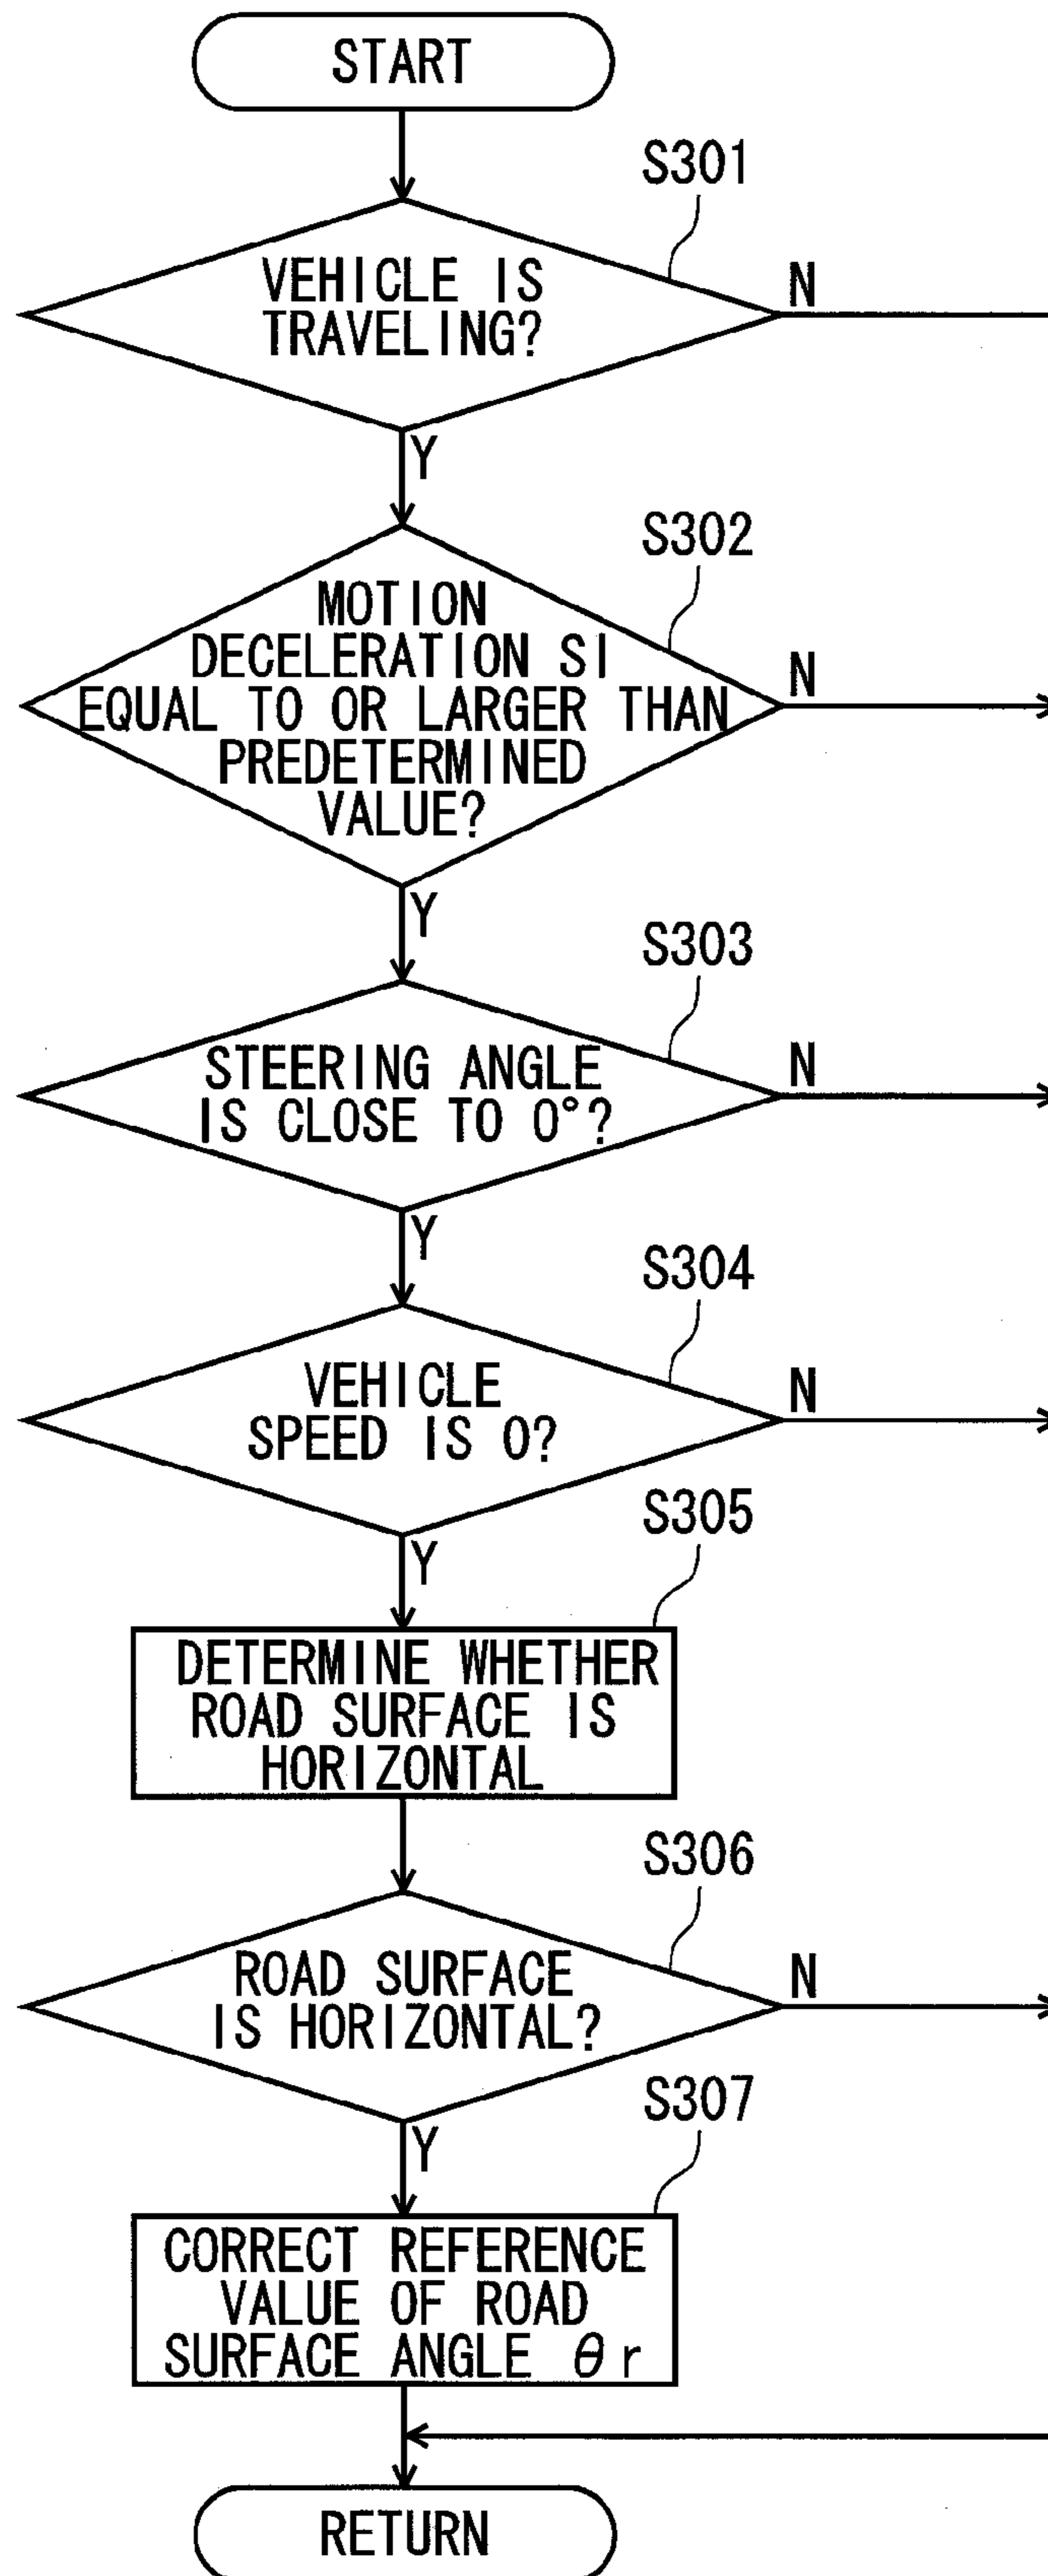 START
S301
VEHICLE IS
TRAVELING?
N
Y
S302
MOTION
DECELERATION SI
EQUAL TO OR LARGER THAN
PREDETERMINED
VALUE?
N
Y
S303
STEERING ANGLE
IS CLOSE TO 0°?
N
Y
S304
VEHICLE
SPEED IS 0?
N
Y
S305
DETERMINE WHETHER
ROAD SURFACE IS
HORIZONTAL
S306
ROAD SURFACE
IS HORIZONTAL?
N
Y
S307
CORRECT REFERENCE
VALUE OF ROAD
SURFACE ANGLE θr
RETURN